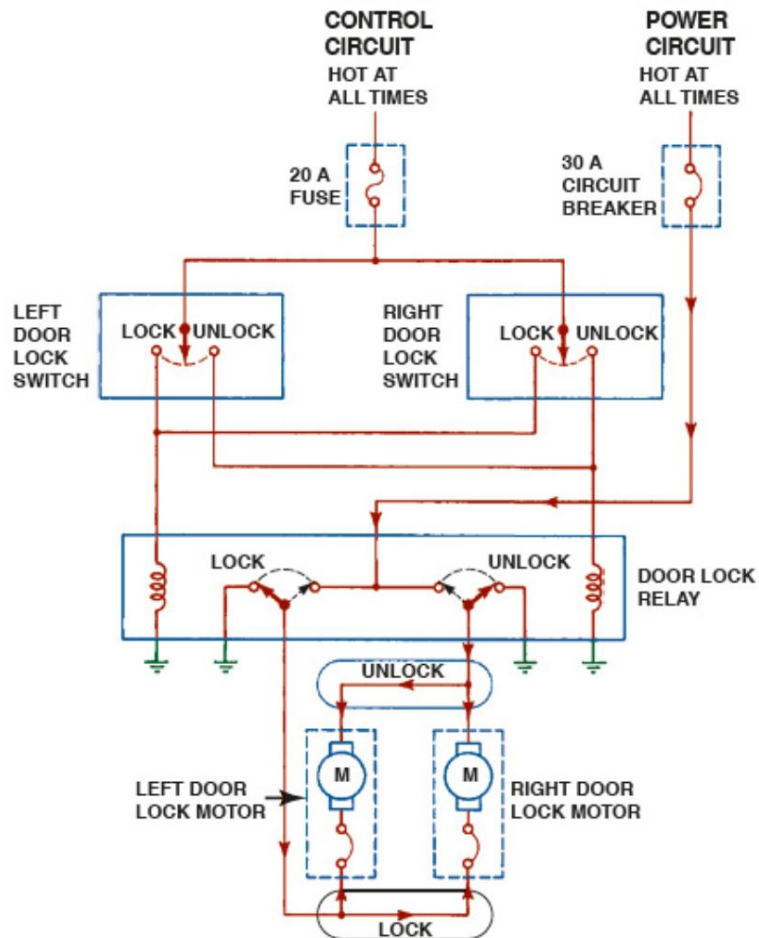 CONTROL
CIRCUIT
HOT AT
ALL TIMES
POWER
CIRCUIT
HOT AT
ALL TIMES
20 A
FUSE
30 A
CIRCUIT
BREAKER
LEFT
DOOR
LOCK
SWITCH
LOCK
UNLOCK
RIGHT
DOOR
LOCK
SWITCH
LOCK
UNLOCK
LOCK
UNLOCK
DOOR LOCK
RELAY
UNLOCK
LEFT DOOR
LOCK MOTOR
M
M
RIGHT DOOR
LOCK MOTOR
LOCK